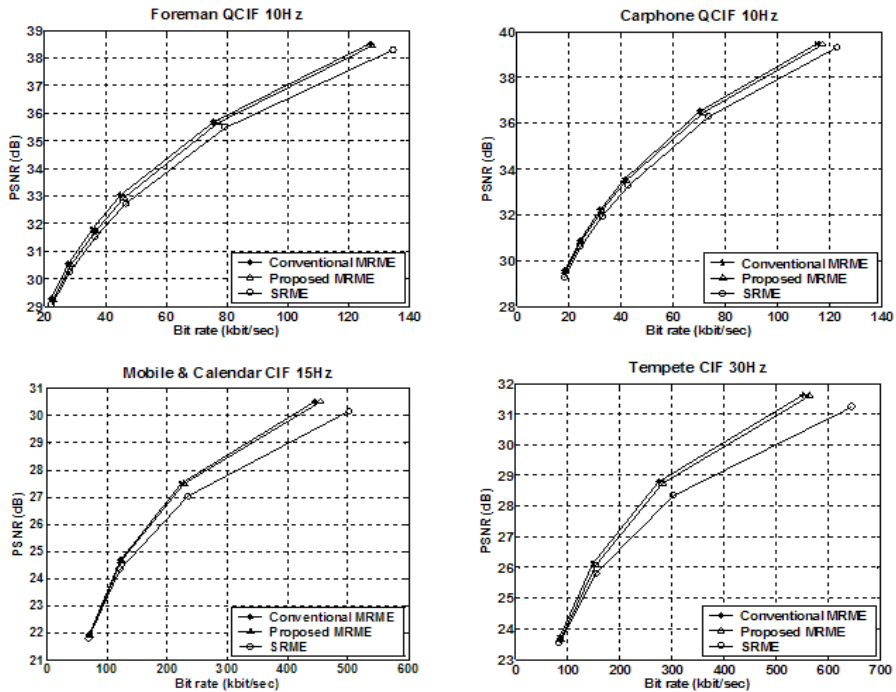 Foreman QCIF 10Hz
39
38
37
36
35
34
33
32
31
30
29
PSNR (dB)
20 40 60 80 100 120 140
Bit rate (kbit/sec)
Conventional MRME
Proposed MRME
SRME
Carphone QCIF 10Hz
40
38
36
34
32
30
28
PSNR (dB)
0 20 40 60 80 100 120 140
Bit rate (kbit/sec)
Conventional MRME
Proposed MRME
SRME
Mobile & Calendar CIF 15Hz
31
30
29
28
27
26
25
24
23
22
21
PSNR (dB)
0 100 200 300 400 500 600
Bit rate (kbit/sec)
Conventional MRME
Proposed MRME
SRME
Tempete CIF 30Hz
32
31
30
29
28
27
26
25
24
23
PSNR (dB)
0 100 200 300 400 500 600 700
Bit rate (kbit/sec)
Conventional MRME
Proposed MRME
SRME